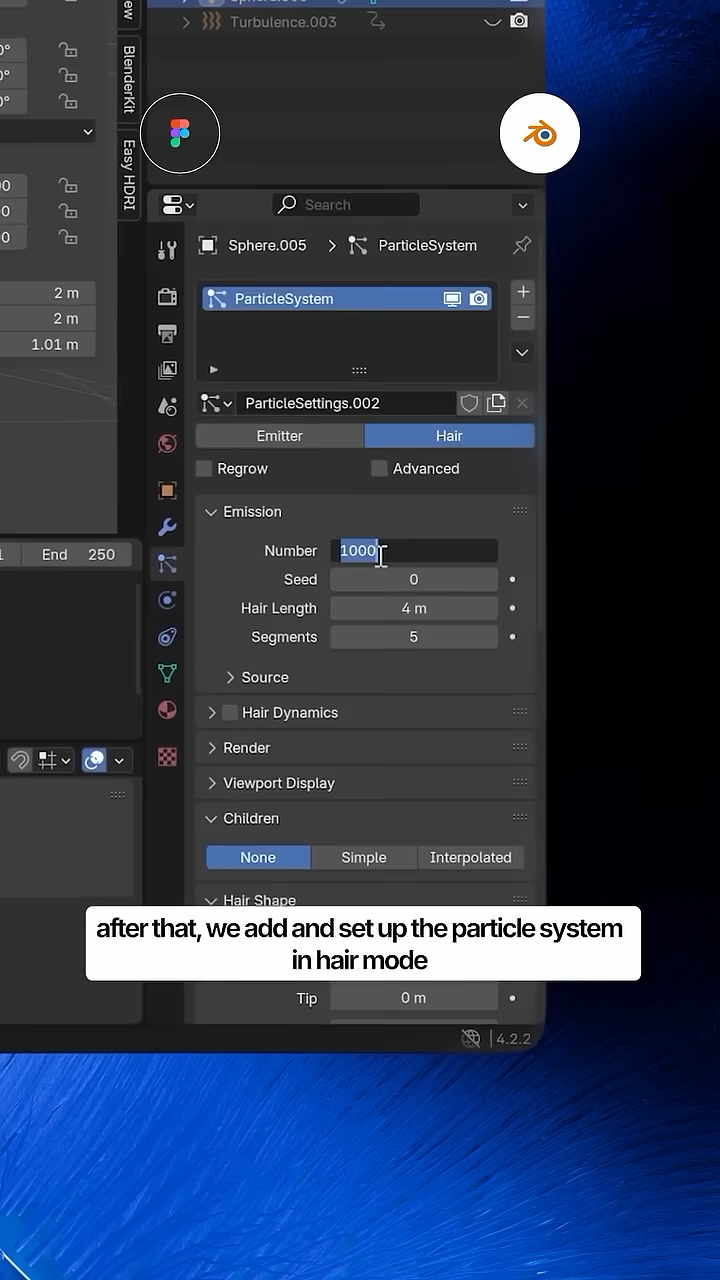 Turbulence.003
BlenderKit
Easy HDRI
Search
Sphere.005 > ParticleSystem
2 m
2 m
1.01 m
ParticleSystem
ParticleSettings.002
Emitter Hair
Regrow Advanced
Emission
Number 1000
End 250
Seed 0
Hair Length 4 m
Segments 5
Source
Hair Dynamics
Render
Viewport Display
Children
None Simple Interpolated
Hair Shape
after that, we add and set up the particle system
in hair mode
Tip 0 m
4.2.2